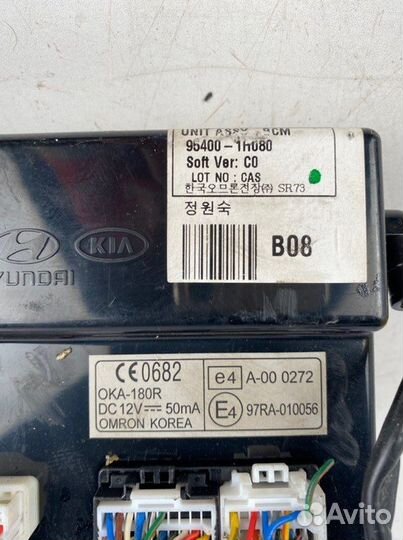 UNIT ASSY - BCM
95400-1H080
Soft Ver: C0
LOT NO : CAS
한국오므론전장(주) SR73
정원숙
B08
HYUNDAI
KIA
CE0682
OKA-180R
DC 12V ⎓ 50mA
OMRON KOREA
e4 A-00 0272
E4 97RA-010056
Avito